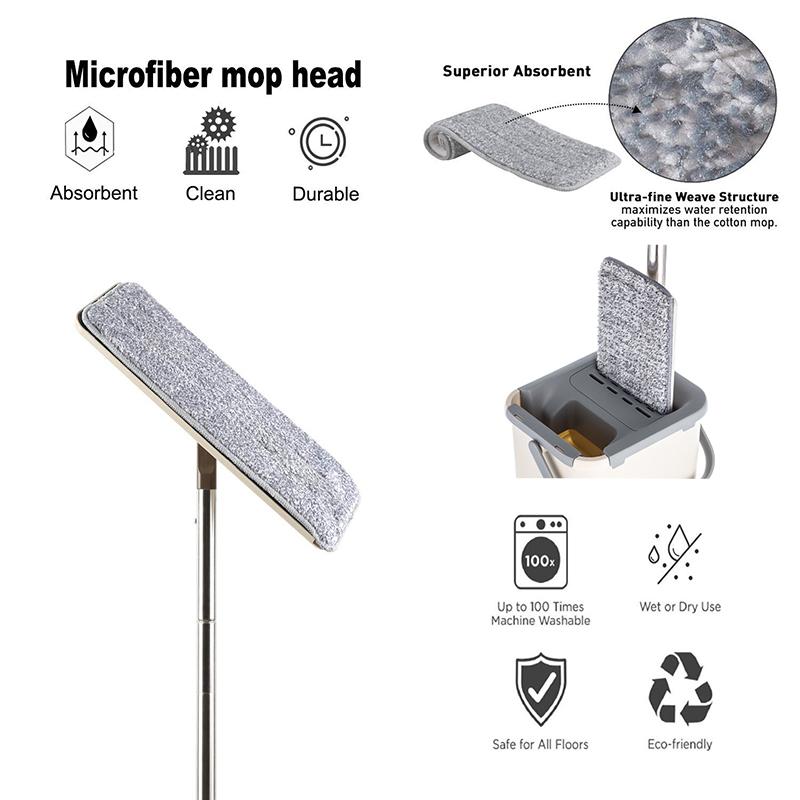 Microfiber mop head
Absorbent
Clean
Durable
Superior Absorbent
Ultra-fine Weave Structure
maximizes water retention
capability than the cotton mop.
100x
Up to 100 Times
Machine Washable
Wet or Dry Use
Safe for All Floors
Eco-friendly